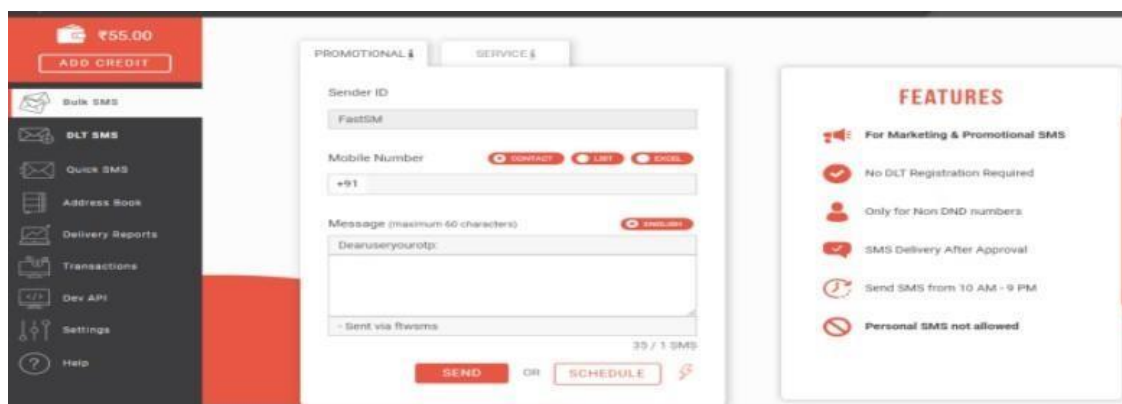 ₹55.00
ADD CREDIT
Bulk SMS
DLT SMS
Quick SMS
Address Book
Delivery Reports
Transactions
Dev API
Settings
Help
PROMOTIONAL
SERVICE
Sender ID
FastSM
Mobile Number
CONTACT LIST EXCEL
+91
Message (maximum 60 characters)
ENGLISH
Dearuseryourotp:
- Sent via ftwsms
35 / 1 SMS
SEND OR SCHEDULE
FEATURES
For Marketing & Promotional SMS
No DLT Registration Required
Only for Non DND numbers
SMS Delivery After Approval
Send SMS from 10 AM - 9 PM
Personal SMS not allowed